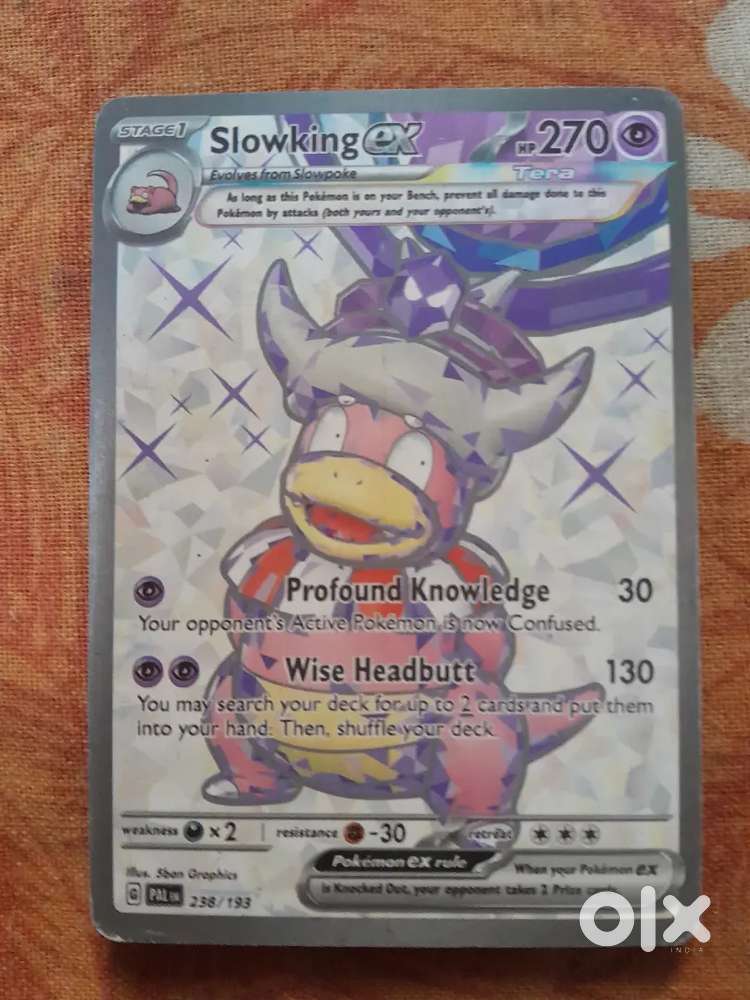 STAGE1 Slowking ex HP 270
Evolves from Slowpoke Tera
As long as this Pokémon is on your Bench, prevent all damage done to this
Pokémon by attacks (both yours and your opponent's).
Profound Knowledge 30
Your opponent's Active Pokémon is now Confused.
Wise Headbutt 130
You may search your deck for up to 2 cards and put them
into your hand. Then, shuffle your deck.
weakness ×2 resistance -30 retreat
Pokémon ex rule When your Pokémon ex
is Knocked Out, your opponent takes 2 Prize
Illus. 5ban Graphics
G PAL EN 238/193
olx
INDIA